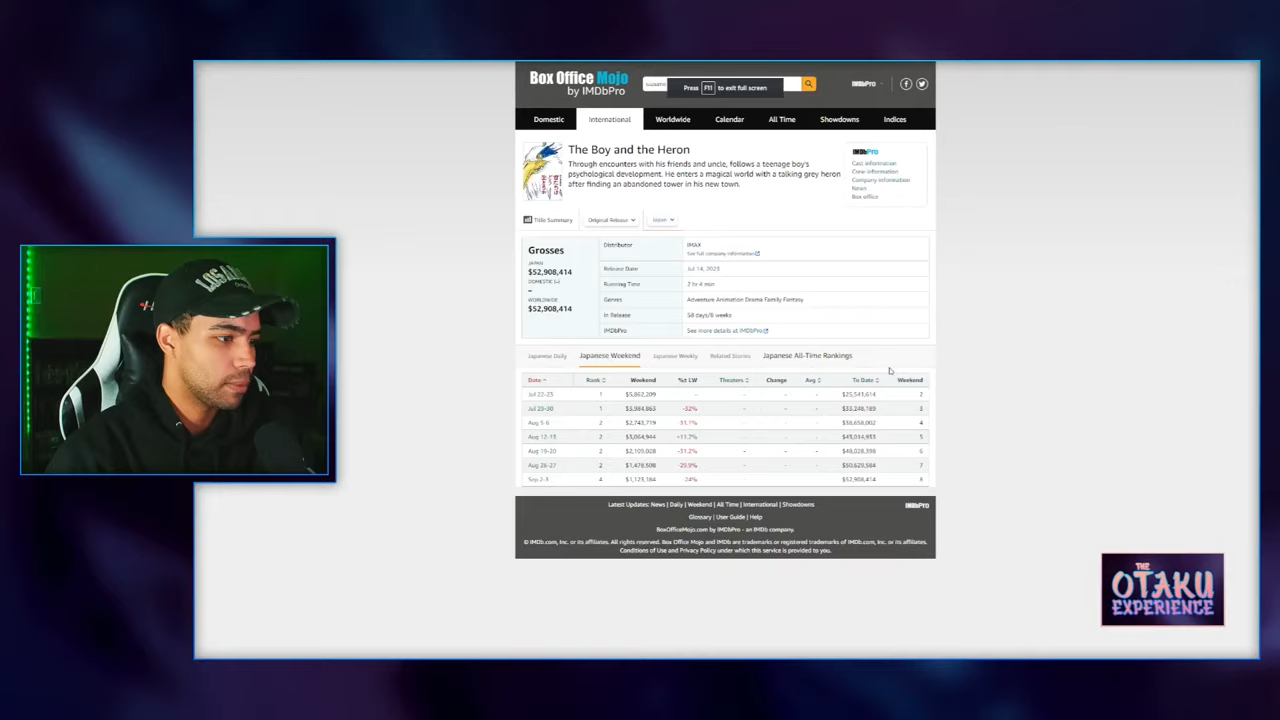 Box Office Mojo
by IMDbPro
Press F11 to exit full screen
IMDbPro
Domestic International Worldwide Calendar All Time Showdowns Indices
The Boy and the Heron
Through encounters with his friends and uncle, follows a teenage boy's
psychological development. He enters a magical world with a talking grey heron
after finding an abandoned tower in his new town.
IMDbPro
Cast information
Crew information
Company information
News
Box office
Title Summary Original Release Japan
Grosses
JAPAN
$52,908,414
DOMESTIC (–)
–
WORLDWIDE
$52,908,414
Distributor IMAX
See full company information
Release Date Jul 14, 2023
Running Time 2 hr 4 min
Genres Adventure Animation Drama Family Fantasy
In Release 58 days/8 weeks
IMDbPro See more details at IMDbPro
Japanese Daily Japanese Weekend Japanese Weekly Related Stories Japanese All-Time Rankings
Date Rank Weekend %± LW Theaters Change Avg To Date Weekend
Jul 22-23 1 $5,862,209 - - - - $25,541,614 2
Jul 29-30 1 $3,984,863 -32% - - - $33,248,189 3
Aug 5-6 2 $2,743,719 -31.1% - - - $38,658,002 4
Aug 12-13 2 $3,064,944 +11.7% - - - $43,034,933 5
Aug 19-20 2 $2,109,028 -31.2% - - - $48,028,398 6
Aug 26-27 2 $1,478,508 -29.9% - - - $50,629,584 7
Sep 2-3 4 $1,123,184 -24% - - - $52,908,414 8
Latest Updates: News | Daily | Weekend | All Time | International | Showdowns
IMDbPro
Glossary | User Guide | Help
BoxOfficeMojo.com by IMDbPro - an IMDb company.
© IMDb.com, Inc. or its affiliates. All rights reserved. Box Office Mojo and IMDb are trademarks or registered trademarks of IMDb.com, Inc. or its affiliates.
Conditions of Use and Privacy Policy under which this service is provided to you.
THE
OTAKU
EXPERIENCE